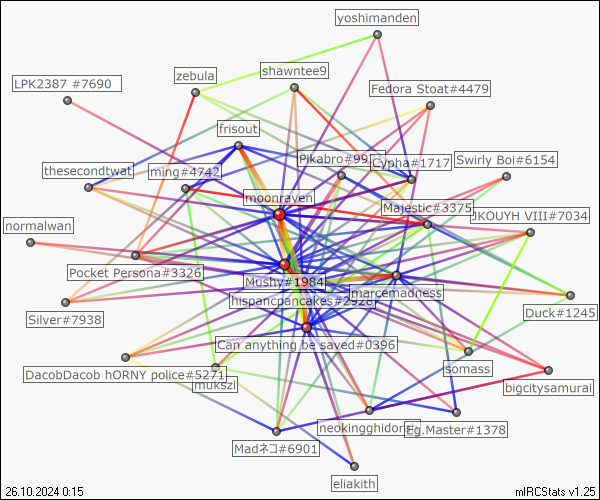 yoshimanden
shawntee9
zebula
LPK2387 #7690
Fedora Stoat#4479
frisout
Pikabro#99
Cypha#1717
Swirly Boi#6154
thesecondtwat
ming#4742
moonraven
Majestic#3375
JKOUYH VIII#7034
normalwan
Pocket Persona#3326
Mushy#1984
marcemadness
hispancpancakes#2928
Silver#7938
Duck#1245
Can anything be saved#0396
somass
DacobDacob hORNY police#5271
mukszi
bigcitysamurai
neokingghidora
Eg.Master#1378
Madネコ#6901
eliakith
26.10.2024 0:15
mIRCStats v1.25